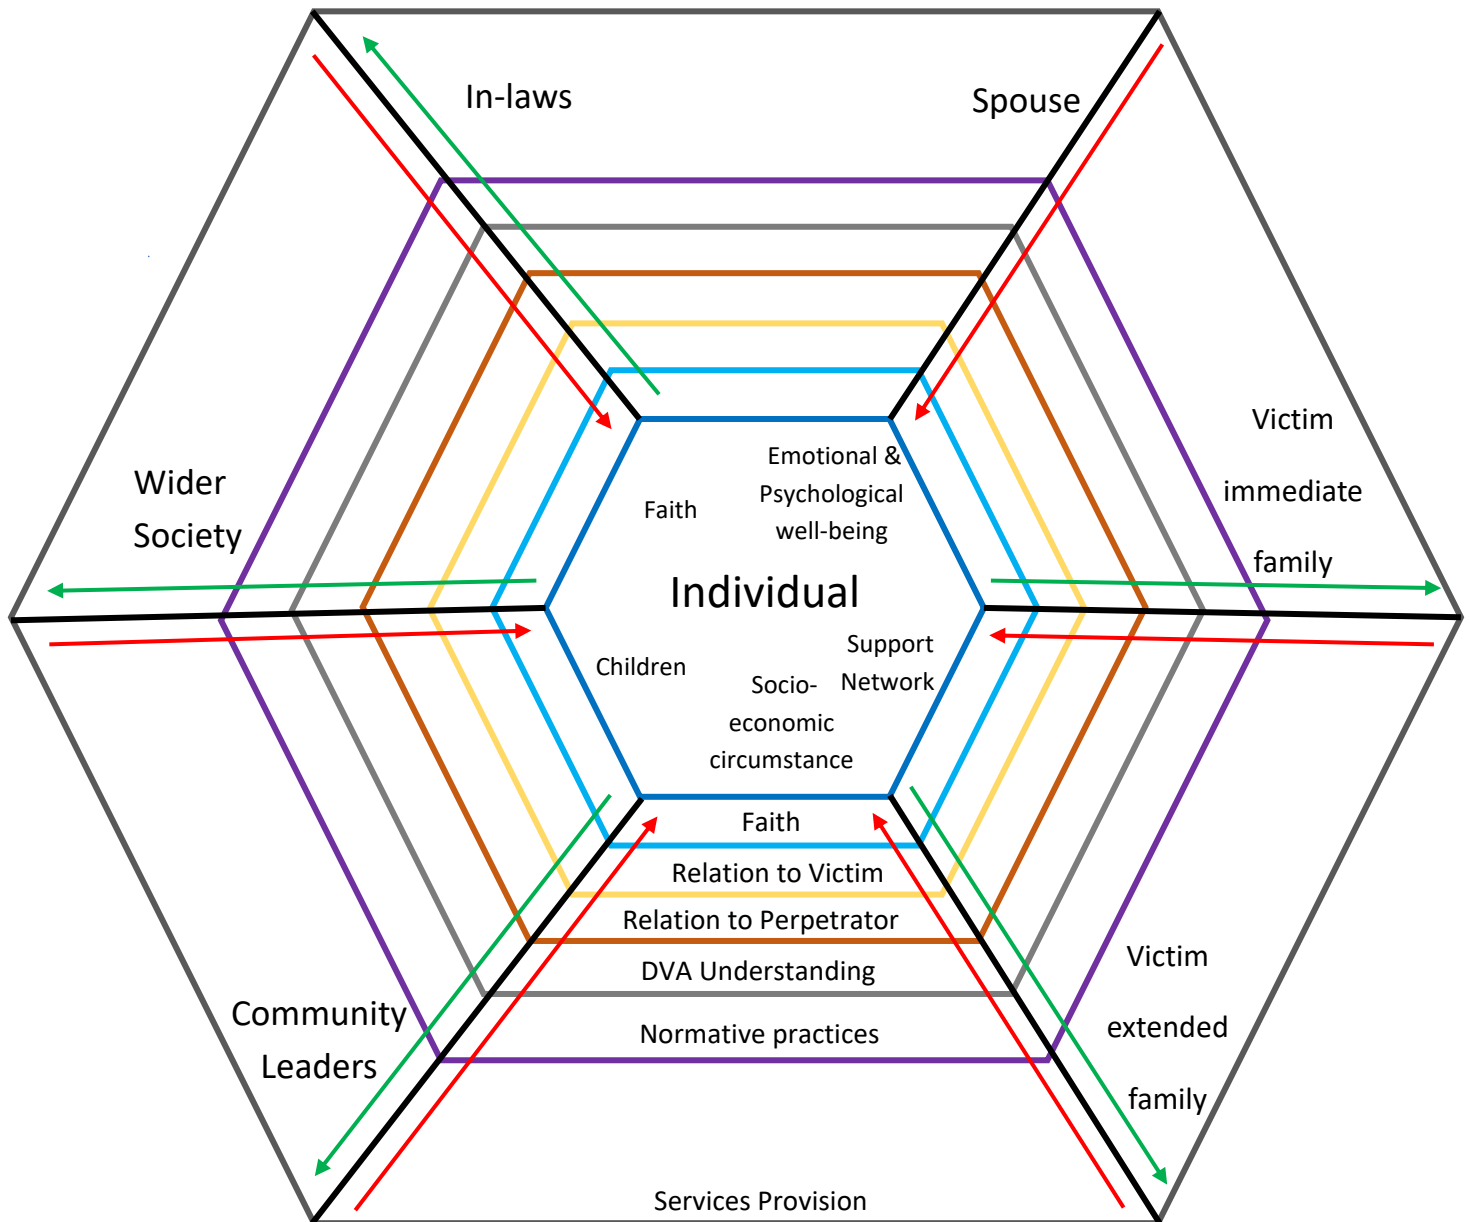 In-laws
Spouse
Victim
immediate
family
Wider
Society
Emotional &
Psychological
well-being
Faith
Individual
Children
Support
Network
Socio-
economic
circumstance
Faith
Relation to Victim
Relation to Perpetrator
DVA Understanding
Normative practices
Community
Leaders
Victim
extended
family
Services Provision